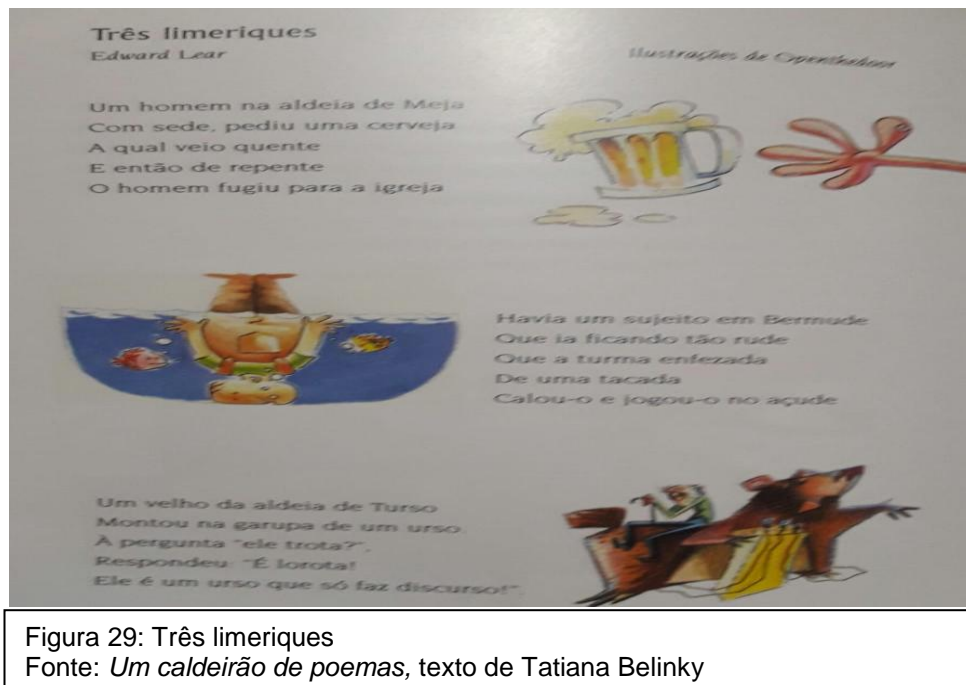 Três limeriques
Edward Lear
Ilustrações de
Um homem na aldeia de Meja
Com sede, pediu uma cerveja
A qual veio quente
E então de repente
O homem fugiu para a igreja
Havia um sujeito em Bermude
Que ia ficando tão rude
Que a turma enfezada
De uma tacada
Calou-o e jogou-o no açude
Um velho da aldeia de Turso
Montou na garupa de um urso.
À pergunta "ele trota?",
Respondeu: "É lorota!
Ele é um urso que só faz discurso!".
Figura 29: Três limeriques
Fonte: Um caldeirão de poemas, texto de Tatiana Belinky